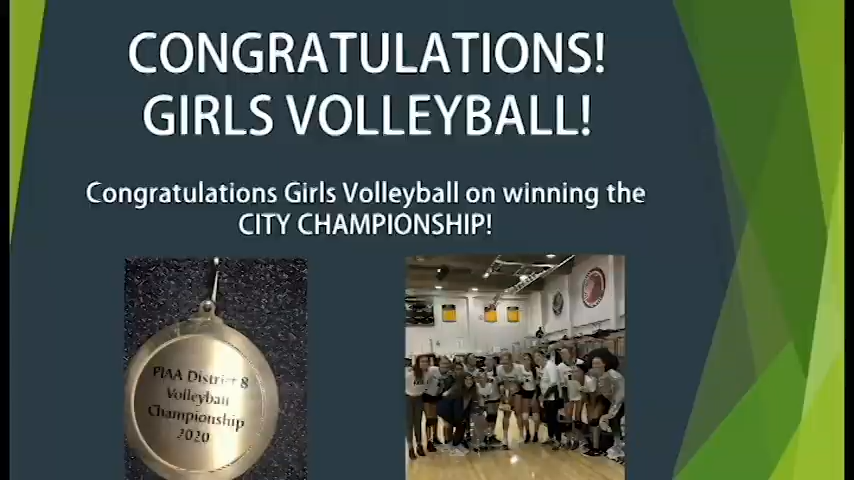 CONGRATULATIONS!
GIRLS VOLLEYBALL!
Congratulations Girls Volleyball on winning the
CITY CHAMPIONSHIP!
PIAA District 8
Volleyball
Championship
2020